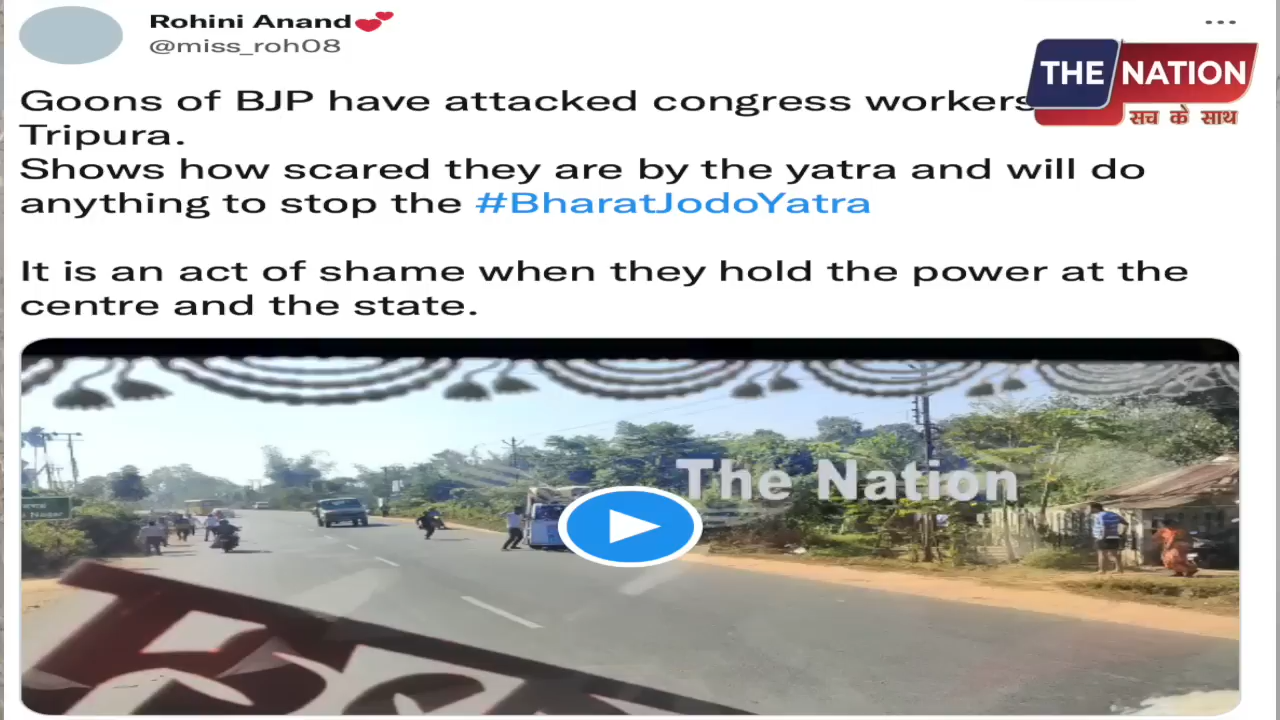 Rohini Anand💕
@miss_roh08
THE NATION
सच के साथ
Goons of BJP have attacked congress workers
Tripura.
Shows how scared they are by the yatra and will do
anything to stop the #BharatJodoYatra
It is an act of shame when they hold the power at the
centre and the state.
The Nation
Nagar